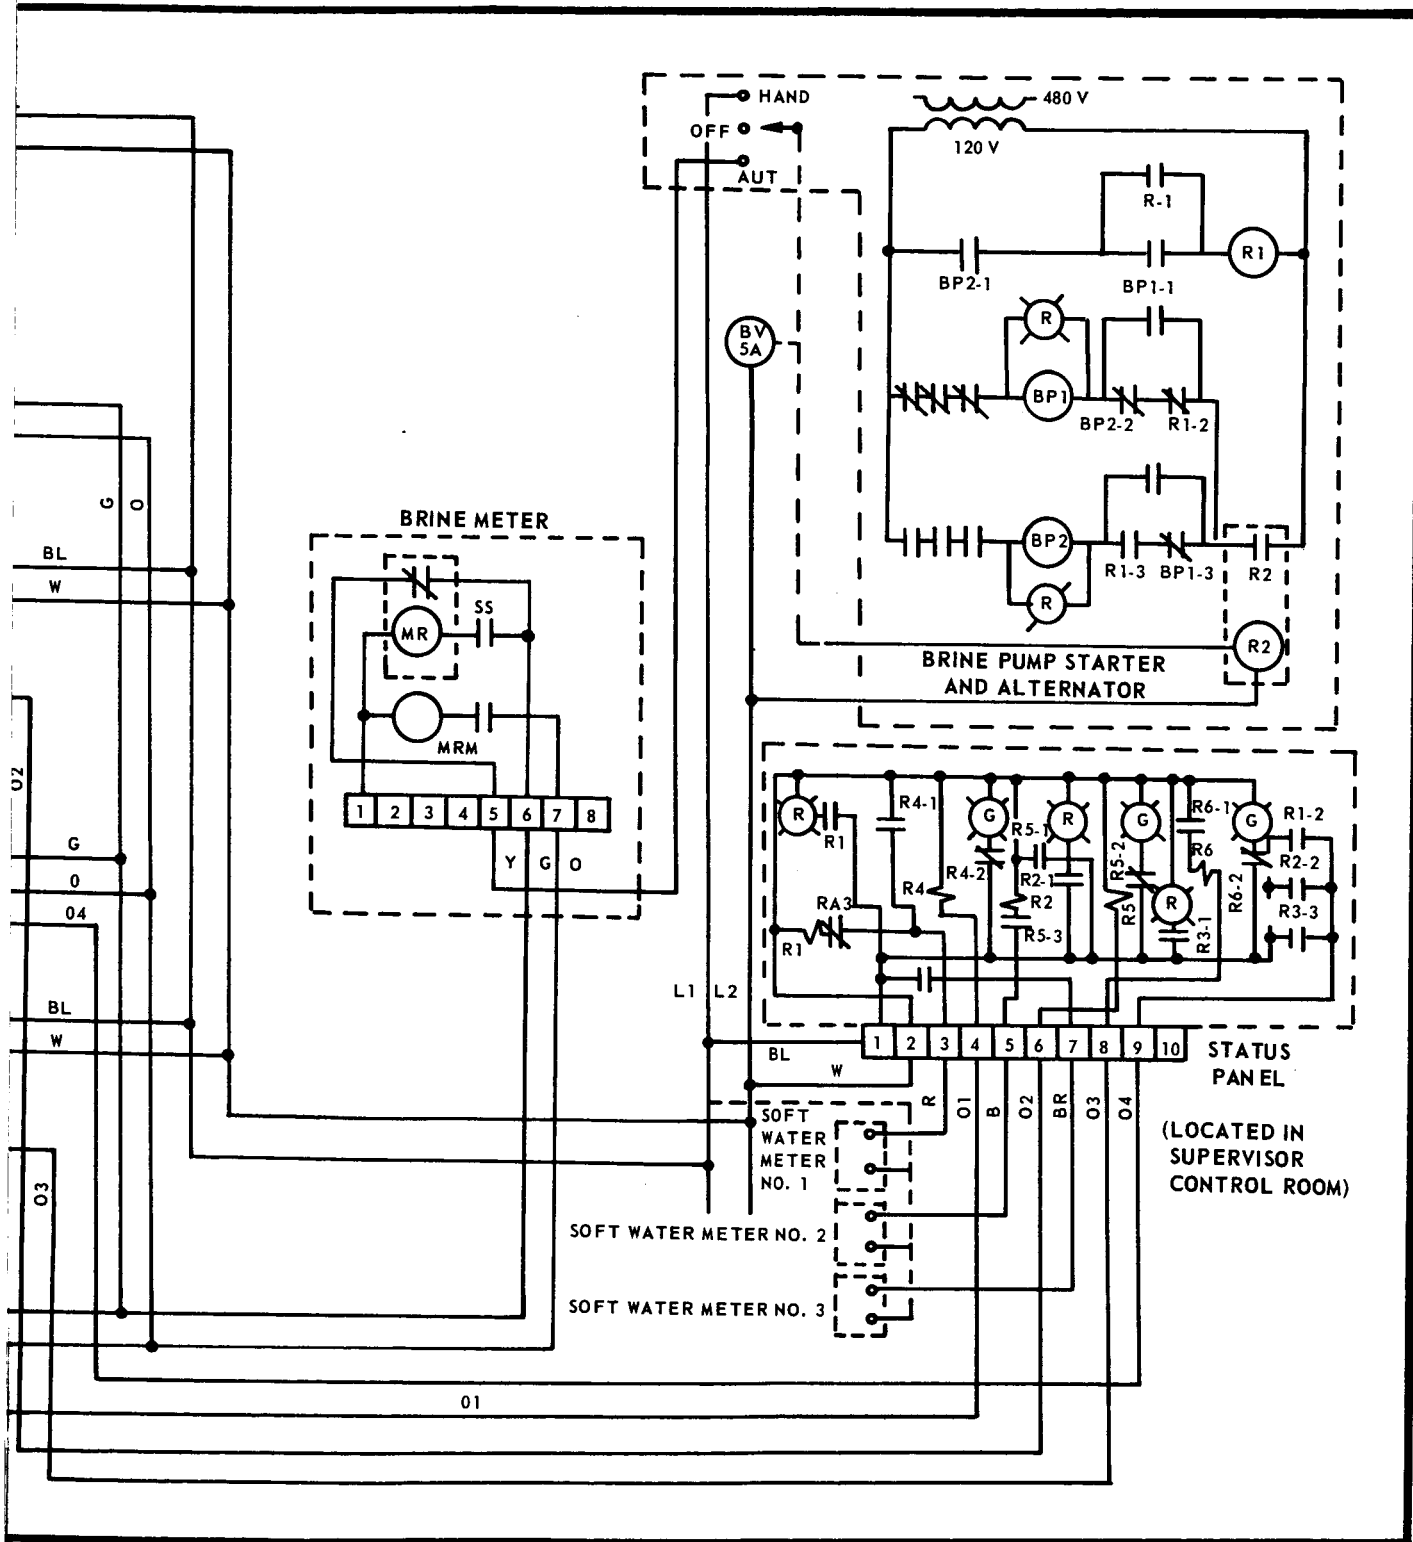 HAND
480 V
OFF
120 V
AUT
R-1
R1
BP2-1
BP1-1
R
BV
5A
BP1
BP2-2
R1-2
G
O
BRINE METER
BP2
R1-3
BP1-3
R2
BL
W
SS
MR
R
R2
BRINE PUMP STARTER
AND ALTERNATOR
MRM
O2
1 2 3 4 5 6 7 8
R4-1
R6-1
R1-2
R
R1
G
R5-1
R
G
G
R5-2
R6
R2-2
G
Y G O
R4-2
R2-1
R6-2
O
RA3
R4
R2
R5
R
R3-3
O4
R1
R5-3
R3-1
L1 L2
BL
W
BL
1 2 3 4 5 6 7 8 9 10
STATUS
PANEL
W
R
O1
B
O2
BR
O3
O4
SOFT
WATER
METER
NO. 1
(LOCATED IN
SUPERVISOR
CONTROL ROOM)
O3
SOFT WATER METER NO. 2
SOFT WATER METER NO. 3
O1